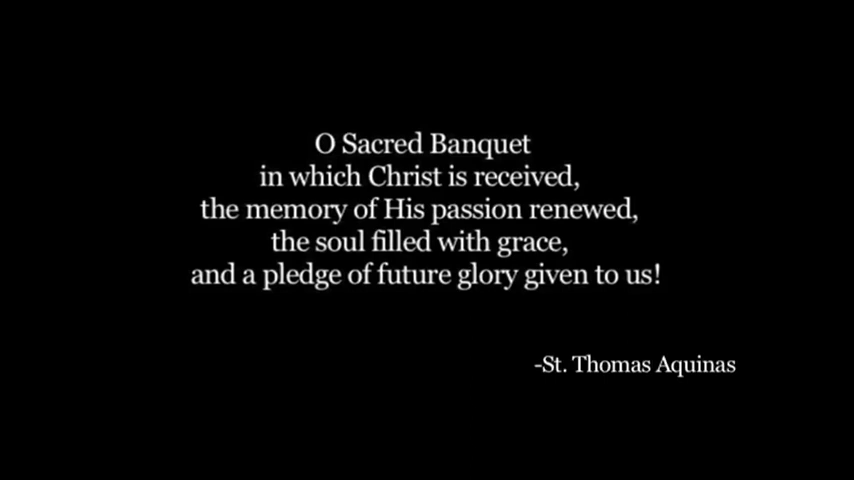 O Sacred Banquet
in which Christ is received,
the memory of His passion renewed,
the soul filled with grace,
and a pledge of future glory given to us!
-St. Thomas Aquinas